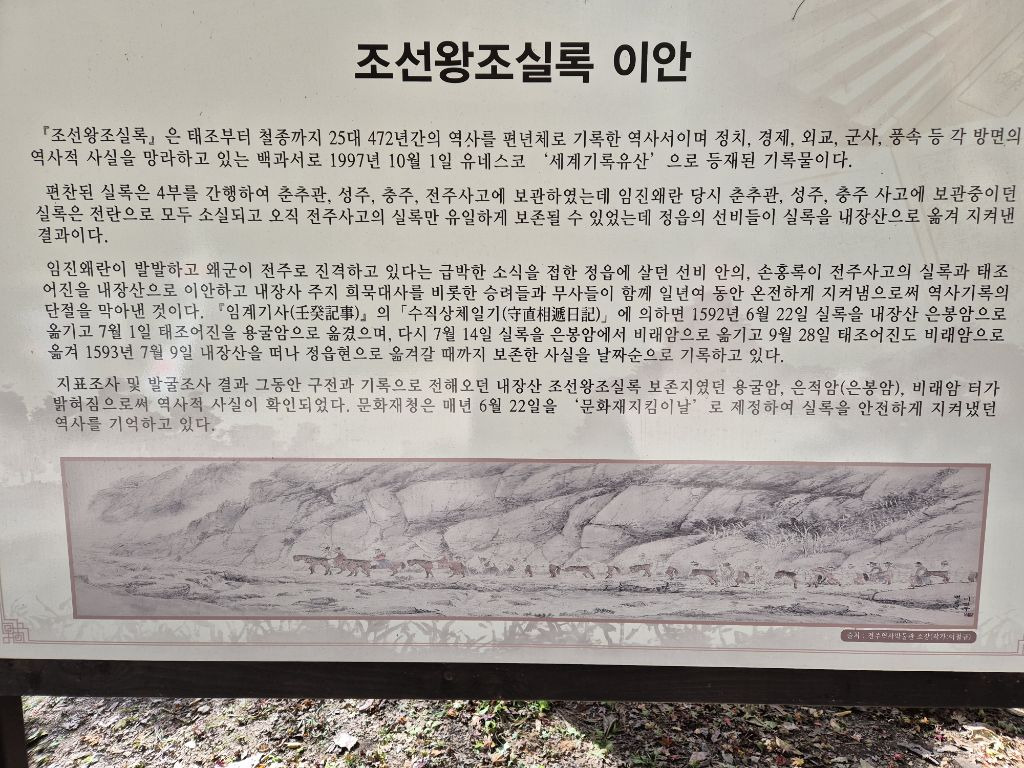 조선왕조실록 이안
『조선왕조실록』은 태조부터 철종까지 25대 472년간의 역사를 편년체로 기록한 역사서이며 정치, 경제, 외교, 군사, 풍속 등 각 방면의
역사적 사실을 망라하고 있는 백과서로 1997년 10월 1일 유네스코 ‘세계기록유산’으로 등재된 기록물이다.
편찬된 실록은 4부를 간행하여 춘추관, 성주, 충주, 전주사고에 보관하였는데 임진왜란 당시 춘추관, 성주, 충주 사고에 보관중이던
실록은 전란으로 모두 소실되고 오직 전주사고의 실록만 유일하게 보존될 수 있었는데 정읍의 선비들이 실록을 내장산으로 옮겨 지켜낸
결과이다.
임진왜란이 발발하고 왜군이 전주로 진격하고 있다는 급박한 소식을 접한 정읍에 살던 선비 안의, 손홍록이 전주사고의 실록과 태조
어진을 내장산으로 이안하고 내장사 주지 희묵대사를 비롯한 승려들과 무사들이 함께 일년여 동안 온전하게 지켜냄으로써 역사기록의
단절을 막아낸 것이다. 『임계기사(壬癸記事)』의 「수직상체일기(守直相遞日記)」에 의하면 1592년 6월 22일 실록을 내장산 은봉암으로
옮기고 7월 1일 태조어진을 용굴암으로 옮겼으며, 다시 7월 14일 실록을 은봉암에서 비래암으로 옮기고 9월 28일 태조어진도 비래암으로
옮겨 1593년 7월 9일 내장산을 떠나 정읍현으로 옮겨갈 때까지 보존한 사실을 날짜순으로 기록하고 있다.
지표조사 및 발굴조사 결과 그동안 구전과 기록으로 전해오던 내장산 조선왕조실록 보존지였던 용굴암, 은적암(은봉암), 비래암 터가
밝혀짐으로써 역사적 사실이 확인되었다. 문화재청은 매년 6월 22일을 ‘문화재지킴이날’로 제정하여 실록을 안전하게 지켜냈던
역사를 기억하고 있다.
출처 : 전주역사박물관 소장(작가:이철규)